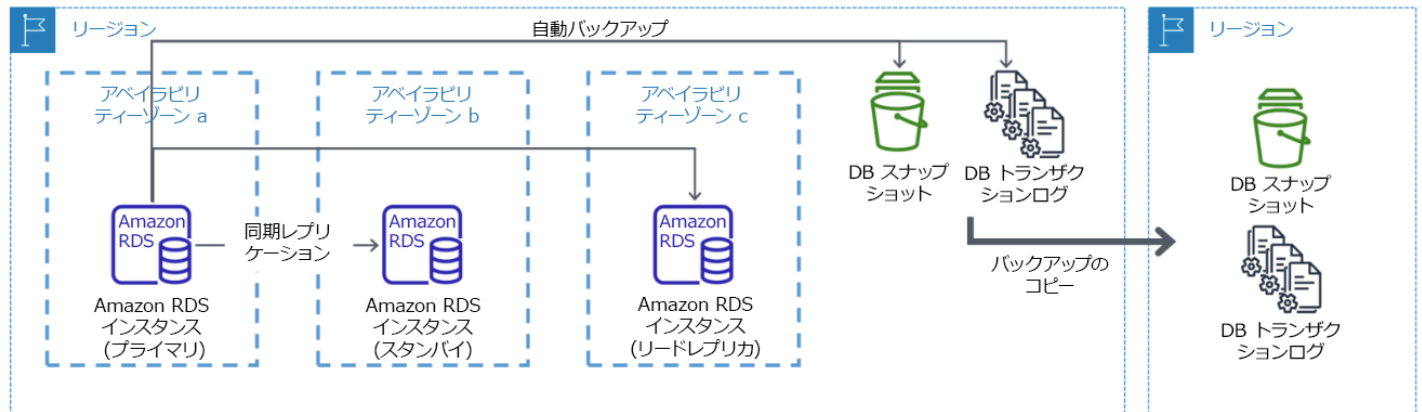 リージョン
自動バックアップ
リージョン
アベイラビリ
ティーゾーン a
アベイラビリ
ティーゾーン b
アベイラビリ
ティーゾーン c
DB スナップ
ショット
DB トランザク
ションログ
DB スナップ
ショット
Amazon
RDS
同期レプリ
ケーション
Amazon
RDS
Amazon
RDS
バックアップの
コピー
Amazon RDS
インスタンス
(プライマリ)
Amazon RDS
インスタンス
(スタンバイ)
Amazon RDS
インスタンス
(リードレプリカ)
DB トランザク
ションログ